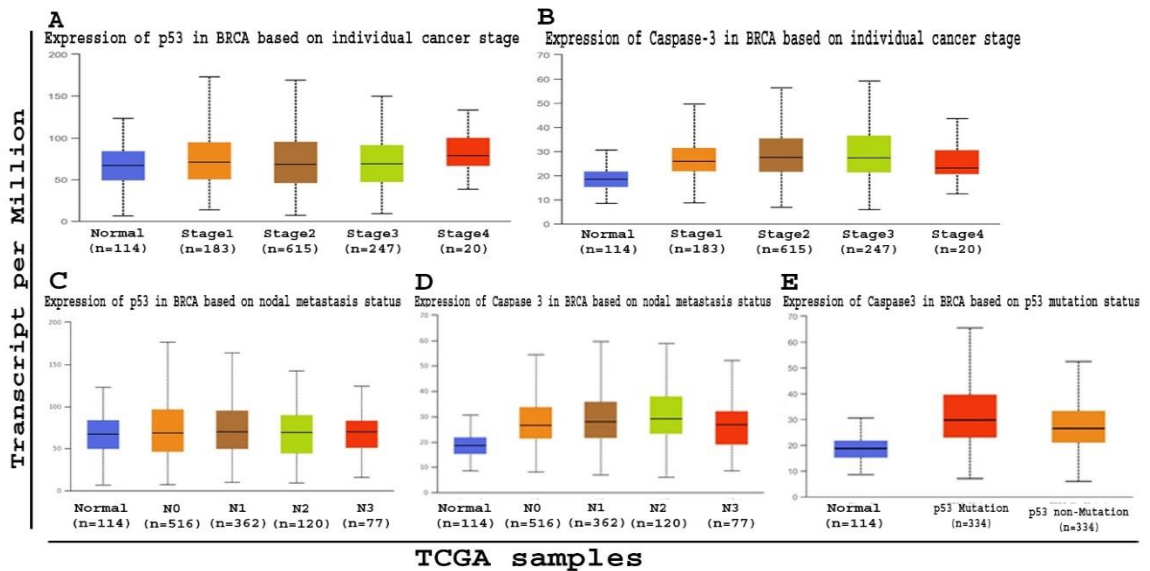 A
Expression of p53 in BRCA based on individual cancer stage
200
150
100
50
0
Normal Stage1 Stage2 Stage3 Stage4
(n=114) (n=183) (n=615) (n=247) (n=20)
B
Expression of Caspase-3 in BRCA based on individual cancer stage
70
60
50
40
30
20
10
0
Normal Stage1 Stage2 Stage3 Stage4
(n=114) (n=183) (n=615) (n=247) (n=20)
C
Expression of p53 in BRCA based on nodal metastasis status
200
150
100
50
0
Normal N0 N1 N2 N3
(n=114) (n=516) (n=362) (n=120) (n=77)
D
Expression of Caspase 3 in BRCA based on nodal metastasis status
70
60
50
40
30
20
10
0
Normal N0 N1 N2 N3
(n=114) (n=516) (n=362) (n=120) (n=77)
E
Expression of Caspase3 in BRCA based on p53 mutation status
70
60
50
40
30
20
10
0
Normal p53 Mutation p53 non-Mutation
(n=114) (n=334) (n=334)
Transcript per Million
TCGA samples